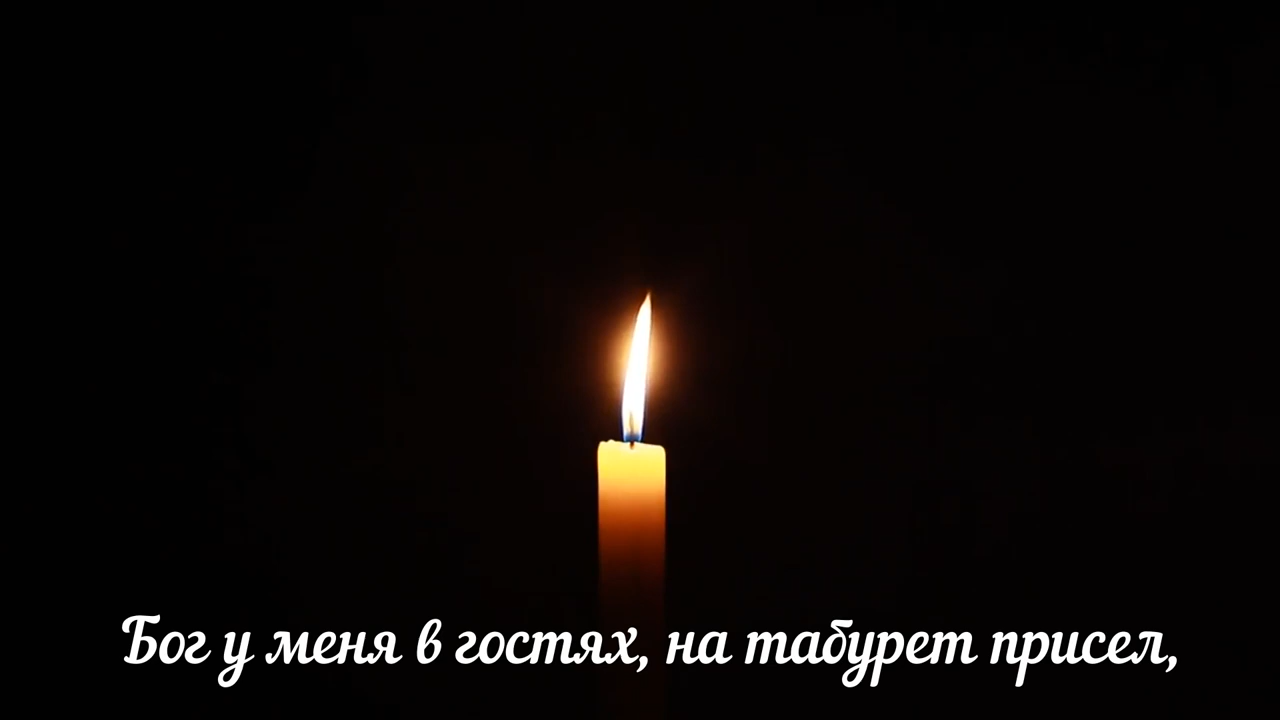 Бог у меня в гостях, на табурет присел,